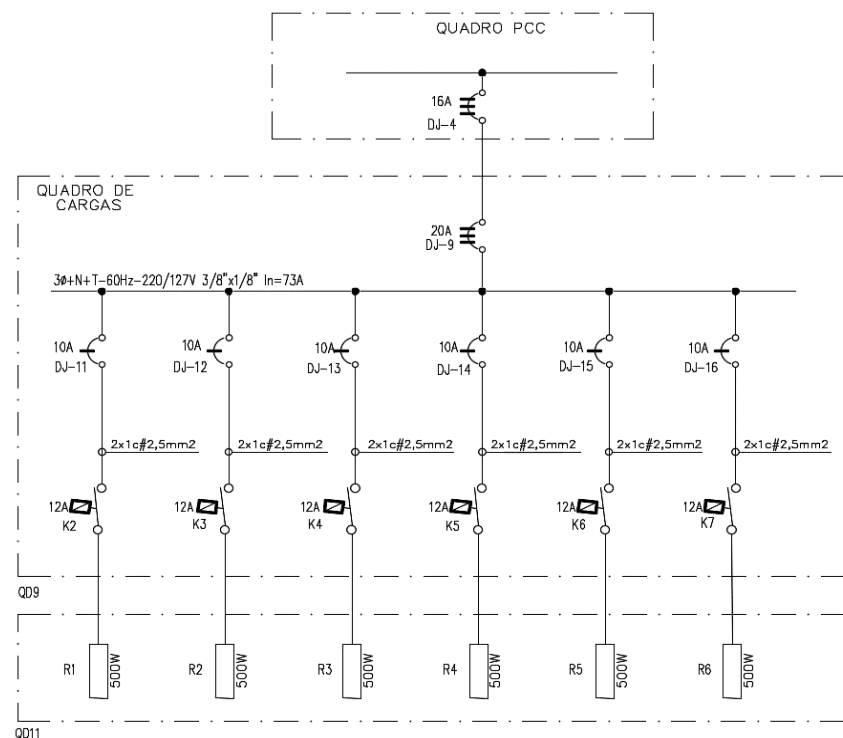 QUADRO PCC
16A
DJ-4
QUADRO DE
CARGAS
20A
DJ-9
3ø+N+T-60Hz-220/127V 3/8"x1/8" In=73A
10A 10A 10A 10A 10A 10A
DJ-11 DJ-12 DJ-13 DJ-14 DJ-15 DJ-16
2x1c#2,5mm2 2x1c#2,5mm2 2x1c#2,5mm2 2x1c#2,5mm2 2x1c#2,5mm2 2x1c#2,5mm2
12A 12A 12A 12A 12A 12A
K2 K3 K4 K5 K6 K7
QD9
R1 500W R2 500W R3 500W R4 500W R5 500W R6 500W
QD11